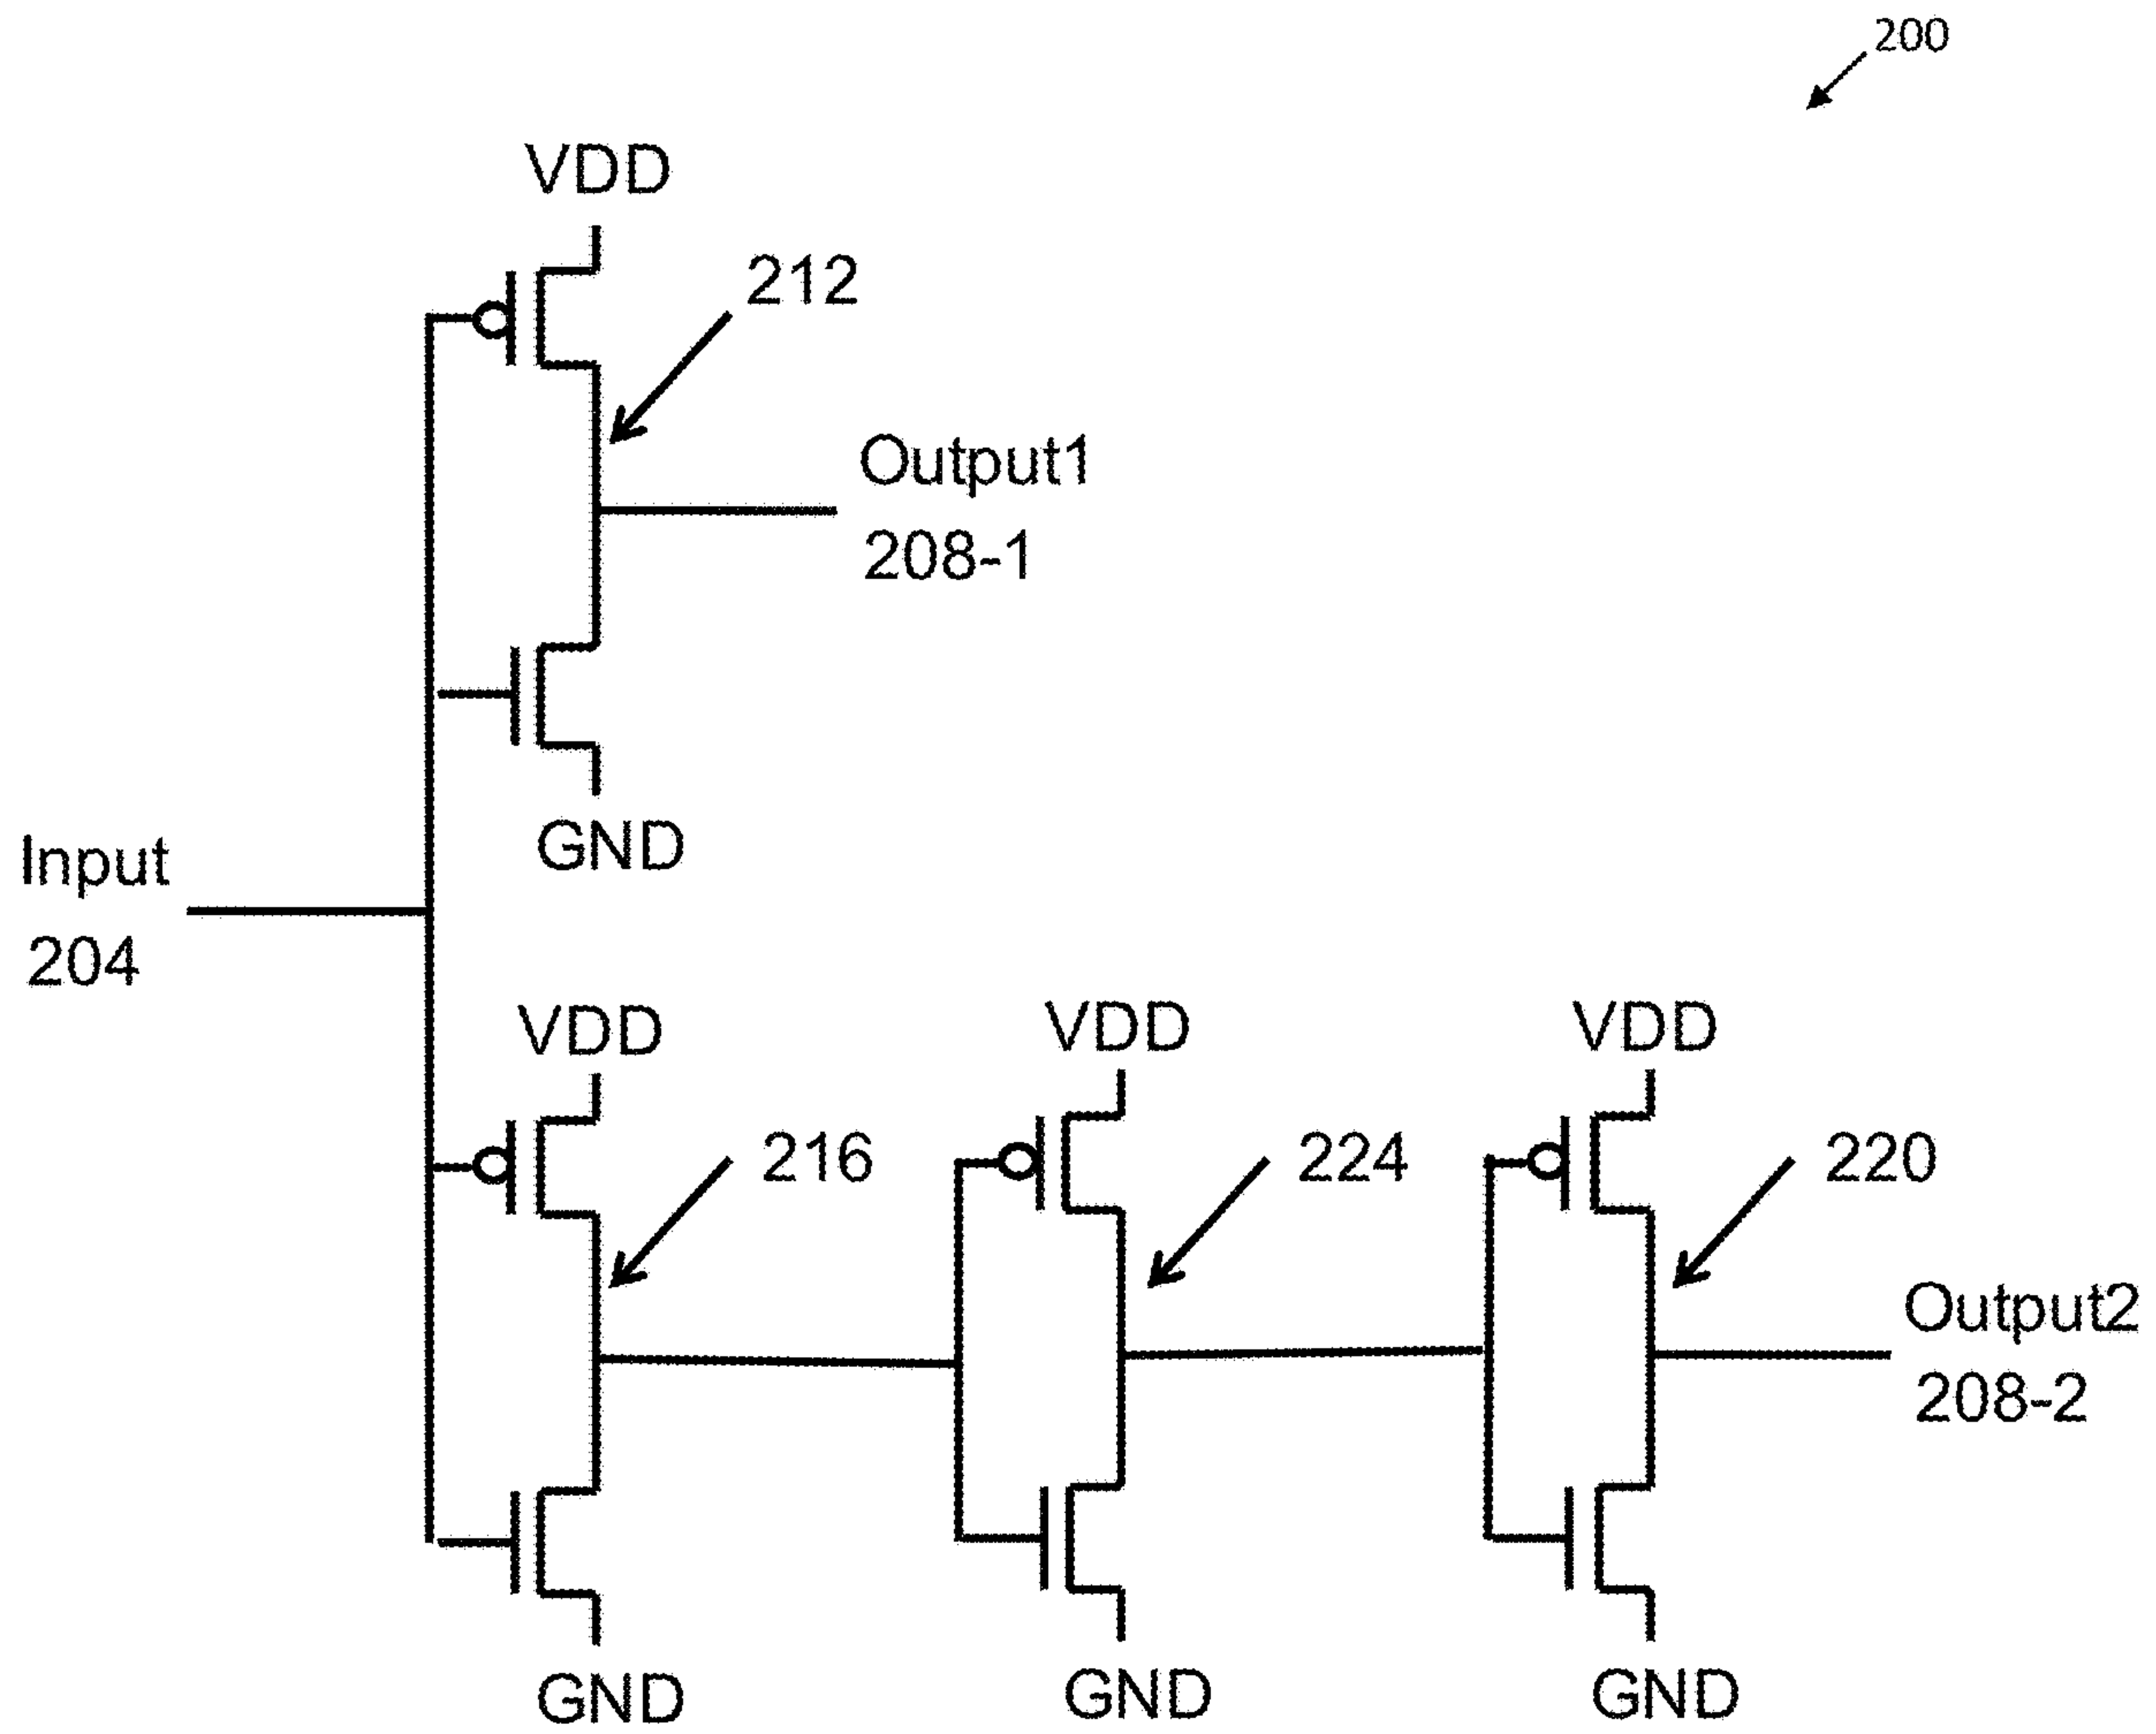 200
VDD
212
Output1
208-1
GND
Input
204
VDD
VDD
VDD
216
224
220
Output2
208-2
GND
GND
GND